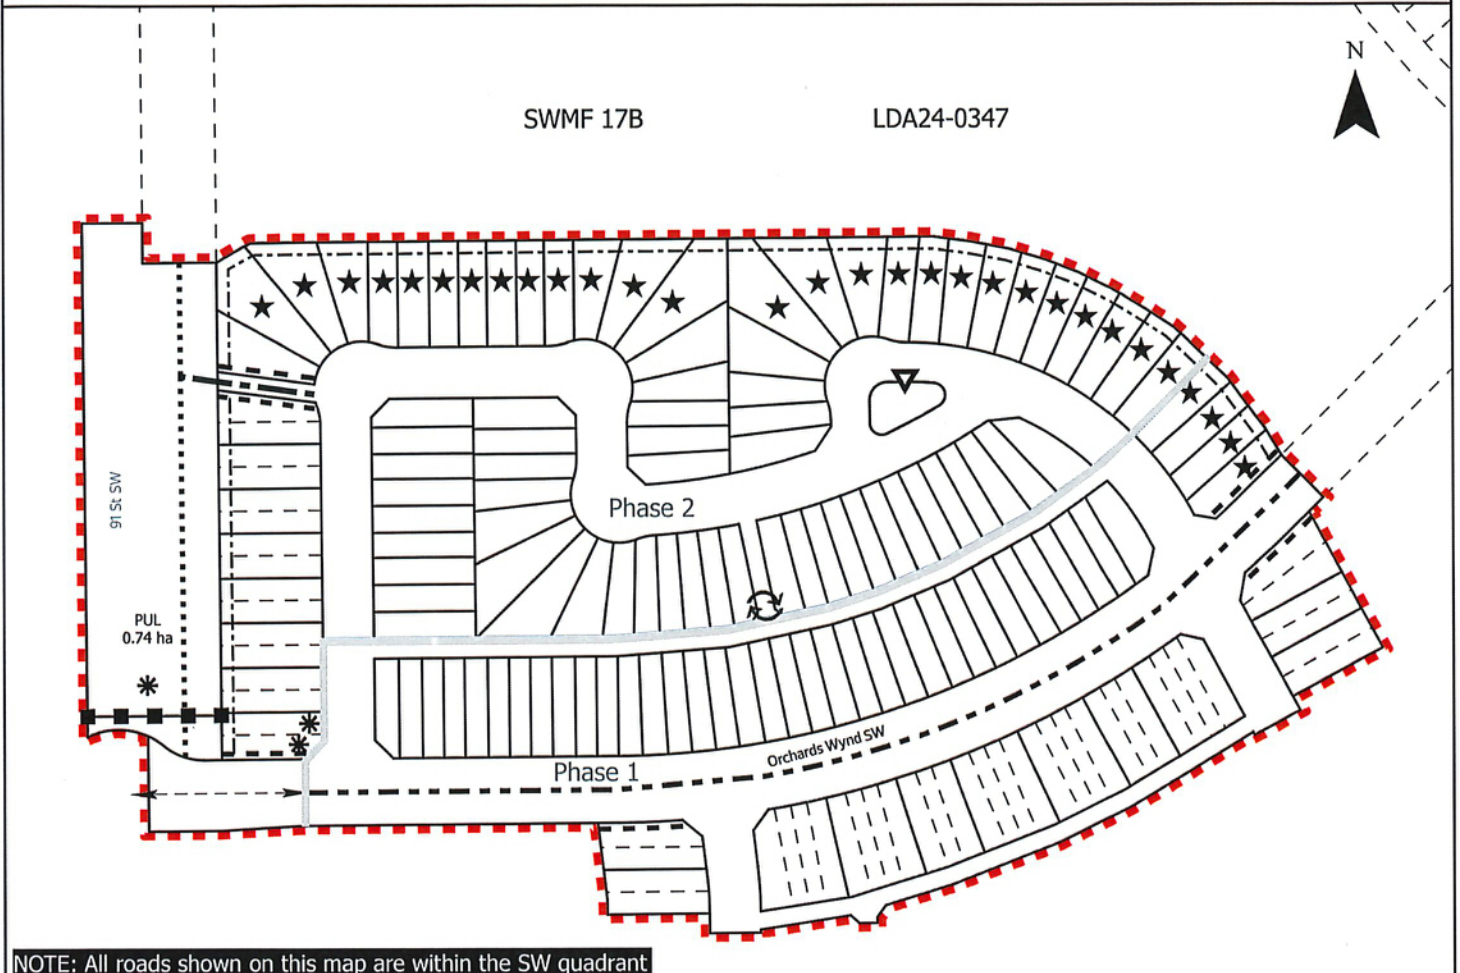 N
SWMF 17B
LDA24-0347
91 St SW
Phase 2
PUL
0.74 ha
Orchards Wynd SW
Phase 1
NOTE: All roads shown on this map are within the SW quadrant